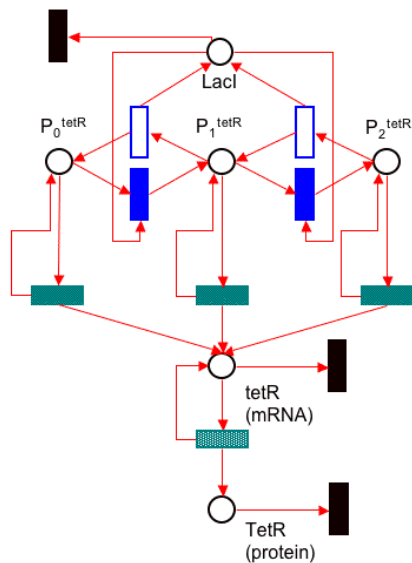 LacI
P₀ᵗᵉᵗᴿ
P₁ᵗᵉᵗᴿ
P₂ᵗᵉᵗᴿ
tetR
(mRNA)
TetR
(protein)